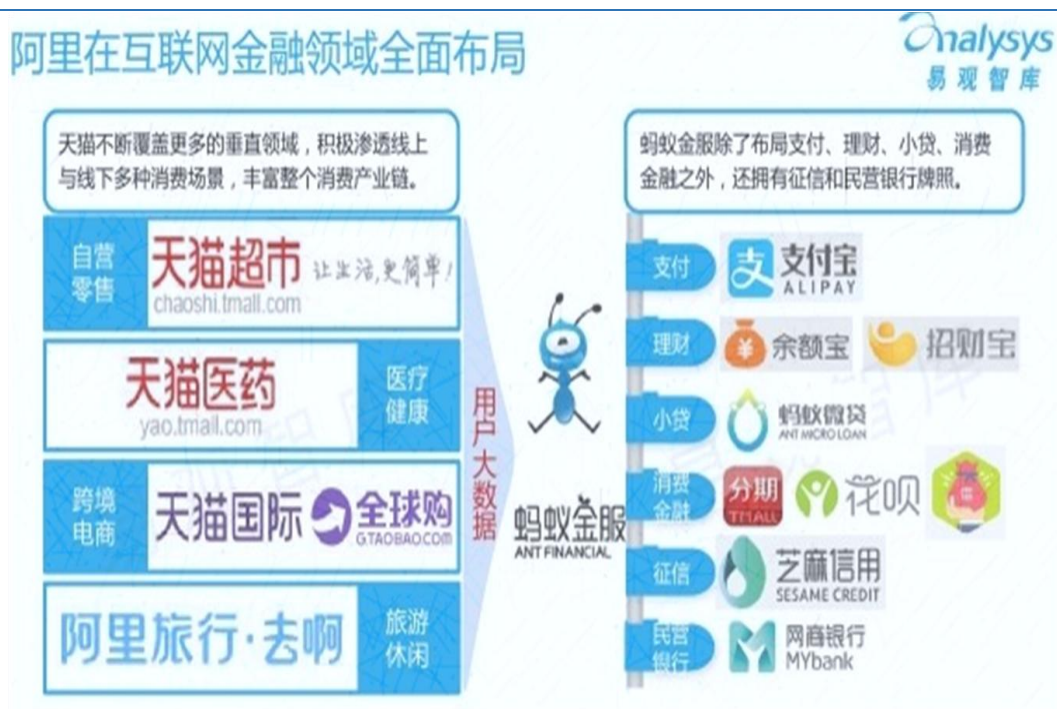 阿里在互联网金融领域全面布局
analysys
易观智库
天猫不断覆盖更多的垂直领域，积极渗透线上
与线下多种消费场景，丰富整个消费产业链。
自营
零售
天猫超市
让生活,更简单!
chaoshi.tmall.com
天猫医药
yao.tmall.com
医疗
健康
跨境
电商
天猫国际
全球购
G.TAOBAO.COM
阿里旅行·去啊
旅游
休闲
用户大数据
蚂蚁金服
ANT FINANCIAL
蚂蚁金服除了布局支付、理财、小贷、消费
金融之外，还拥有征信和民营银行牌照。
支付
支
支付宝
ALIPAY
理财
¥
余额宝
招财宝
小贷
蚂蚁微贷
ANT MICRO LOAN
消费
金融
分期
TMALL
花呗
借
征信
芝麻信用
SESAME CREDIT
民营
银行
网商银行
MYbank